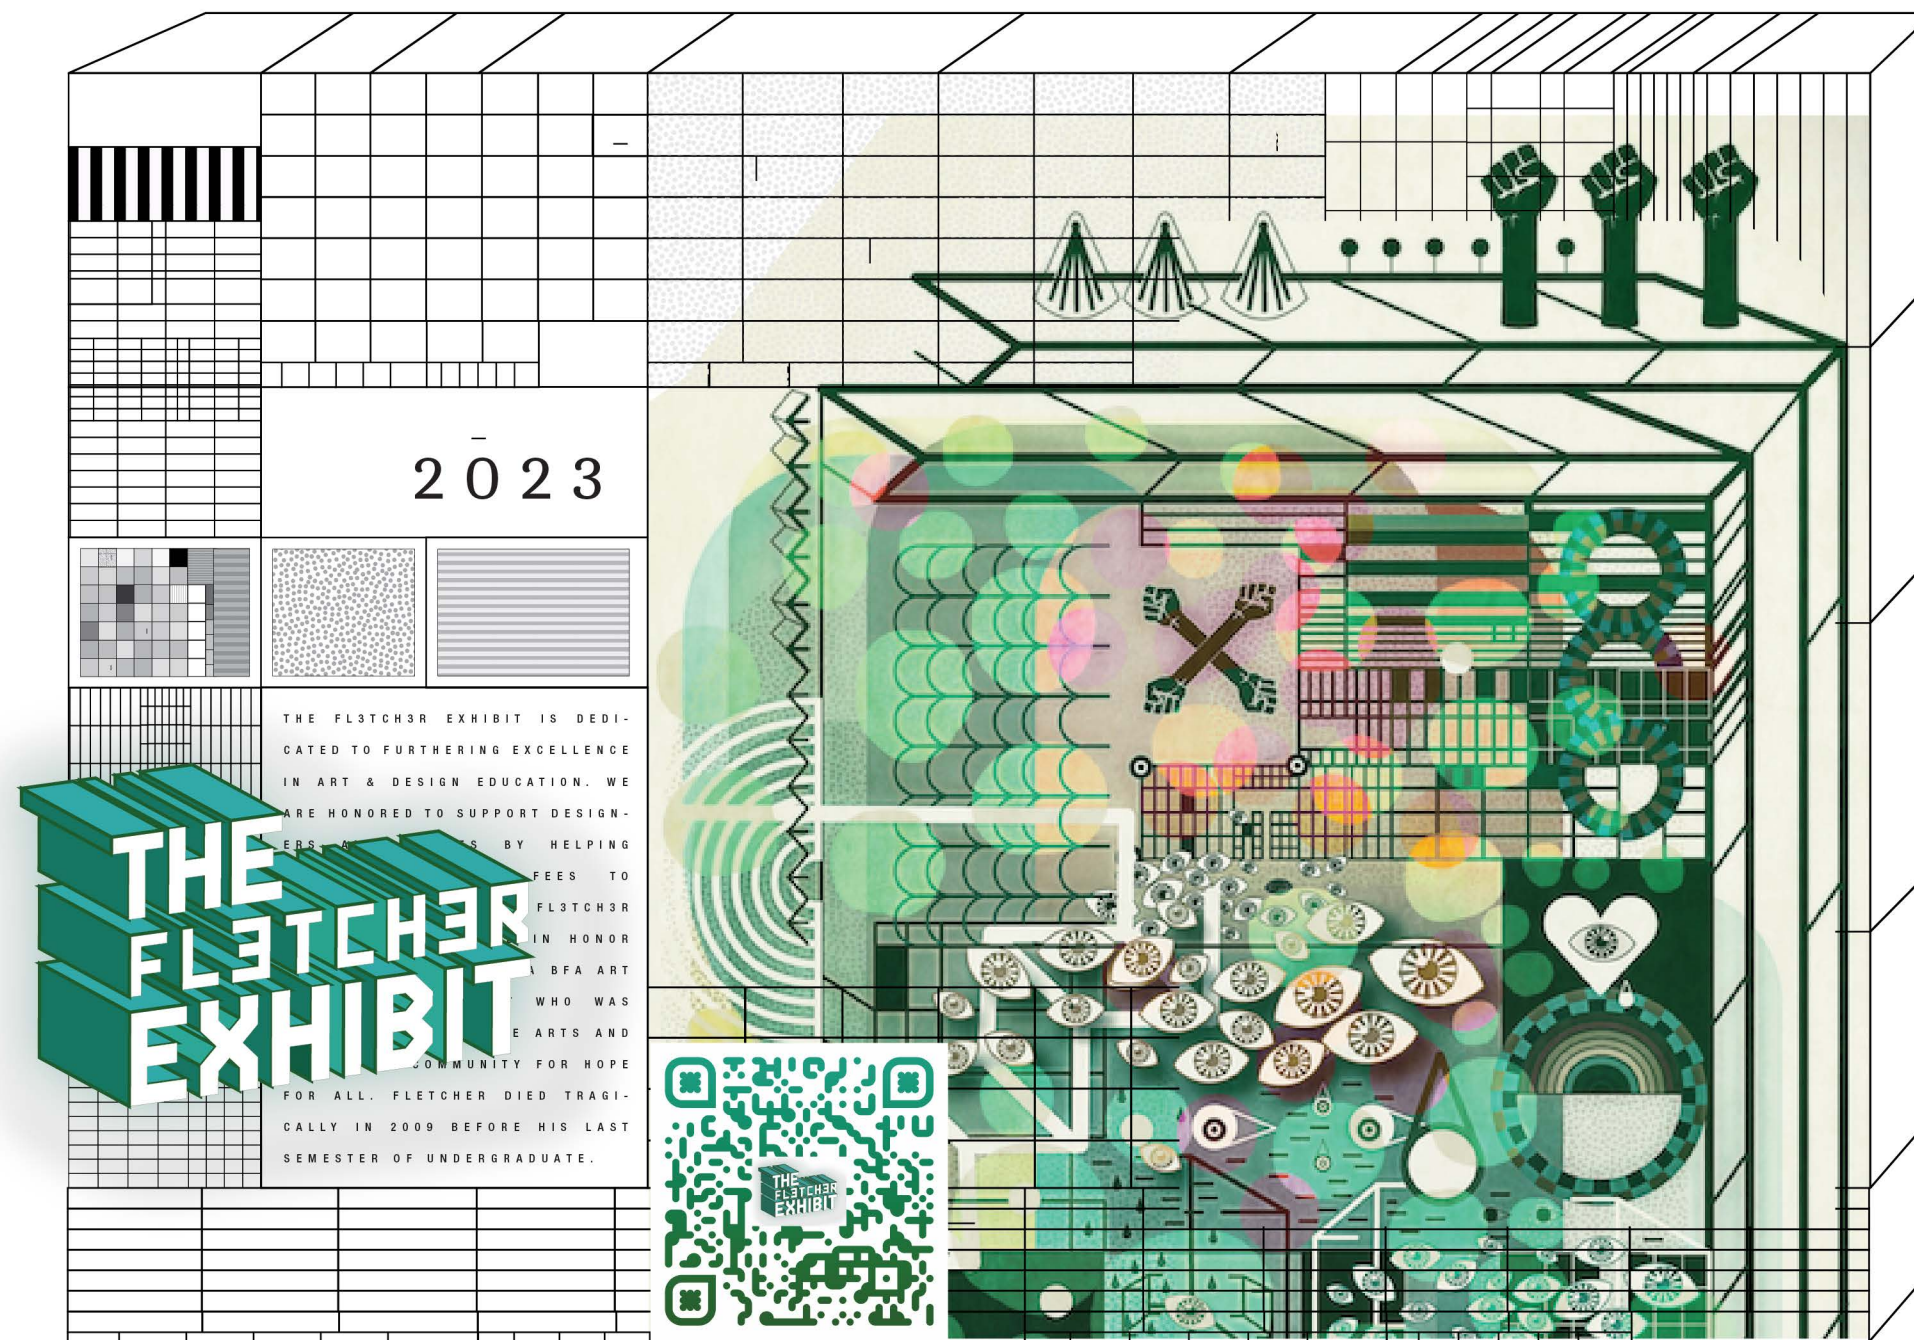 2023
THE FL3TCH3R EXHIBIT IS DEDI-
CATED TO FURTHERING EXCELLENCE
IN ART & DESIGN EDUCATION. WE
ARE HONORED TO SUPPORT DESIGN-
ERS BY HELPING
FEES TO
FL3TCH3R
IN HONOR
A BFA ART
WHO WAS
ARTS AND
COMMUNITY FOR HOPE
FOR ALL. FLETCHER DIED TRAGI-
CALLY IN 2009 BEFORE HIS LAST
SEMESTER OF UNDERGRADUATE.
THE
FL3TCH3R
EXHIBIT
THE
FL3TCH3R
EXHIBIT